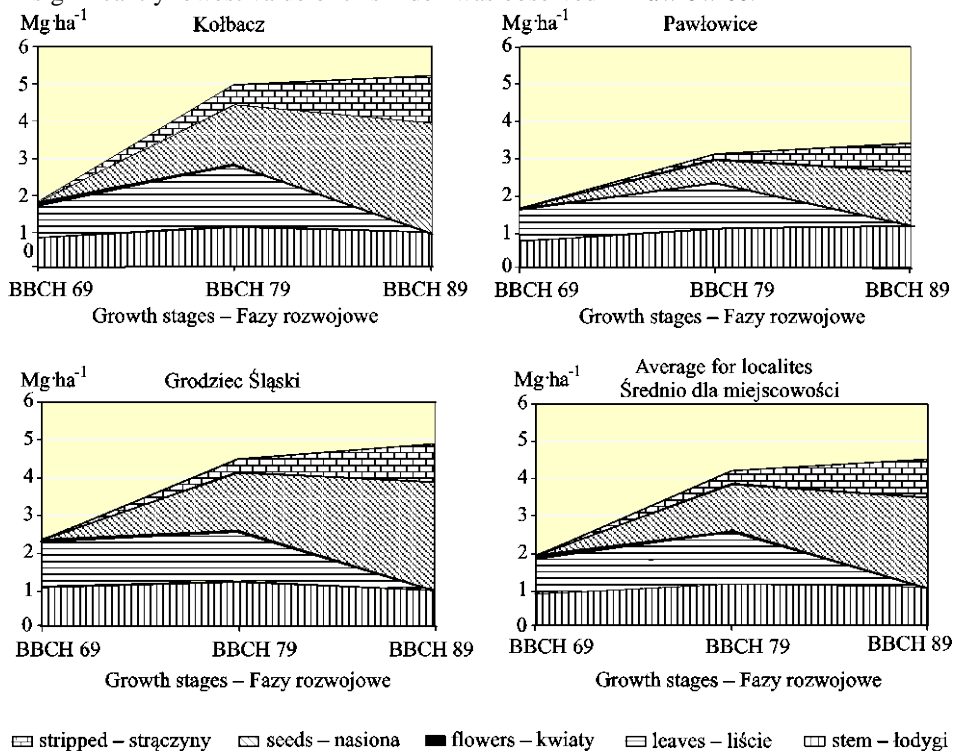 Mg·ha-1
Kołbacz
6
5
4
3
2
1
0
BBCH 69 BBCH 79 BBCH 89
Growth stages – Fazy rozwojowe
Mg·ha-1
Pawłowice
6
5
4
3
2
1
0
BBCH 69 BBCH 79 BBCH 89
Growth stages – Fazy rozwojowe
Mg·ha-1
Grodziec Śląski
6
5
4
3
2
1
0
BBCH 69 BBCH 79 BBCH 89
Growth stages – Fazy rozwojowe
Mg·ha-1
Average for localites
Średnio dla miejscowości
6
5
4
3
2
1
0
BBCH 69 BBCH 79 BBCH 89
Growth stages – Fazy rozwojowe
stripped – strączyny seeds – nasiona flowers – kwiaty leaves – liście stem – łodygi